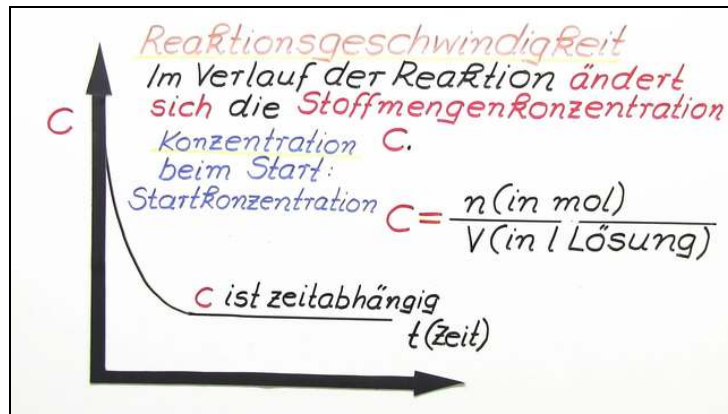 Reaktionsgeschwindigkeit
Im Verlauf der Reaktion ändert
sich die Stoffmengenkonzentration
C.
C
Konzentration
beim Start:
Startkonzentration
C = n (in mol)
V (in l Lösung)
C ist zeitabhängig
t (Zeit)